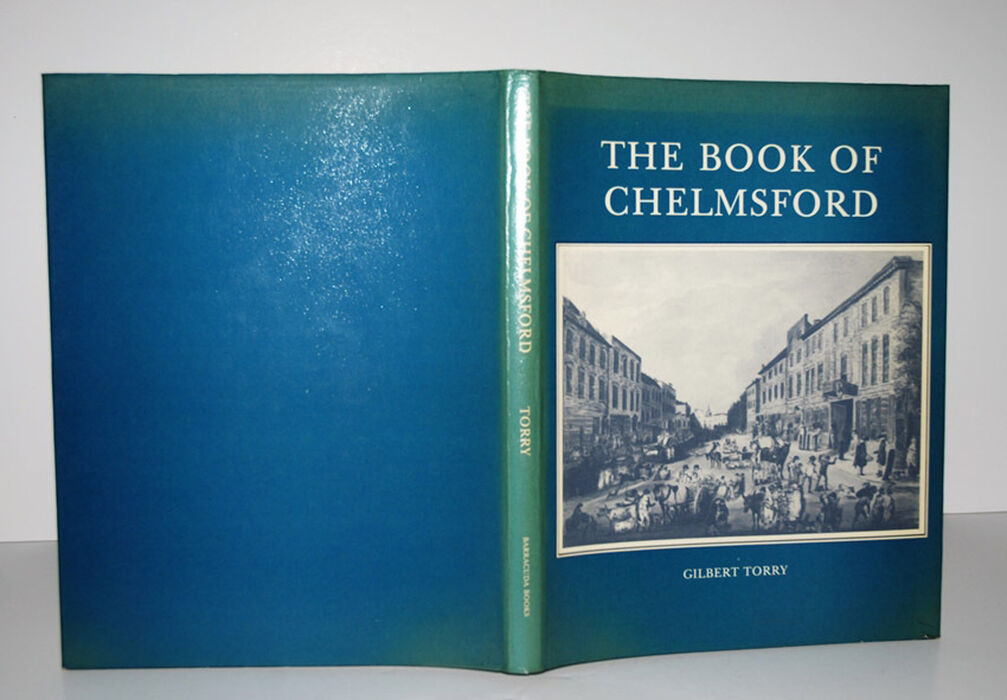 THE BOOK OF CHELMSFORD
TORRY
BARRACUDA BOOKS
THE BOOK OF
CHELMSFORD
GILBERT TORRY